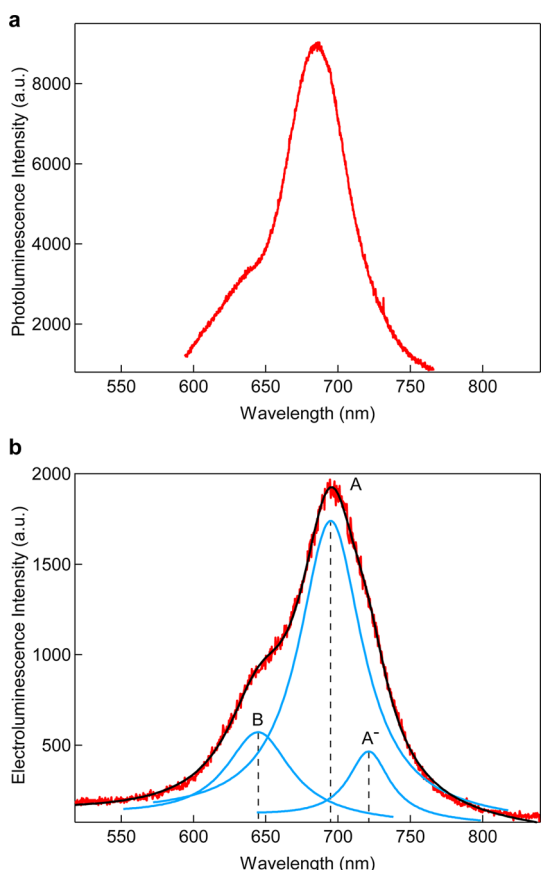 a
Photoluminescence Intensity (a.u.)
8000
6000
4000
2000
550 600 650 700 750 800
Wavelength (nm)
b
Electroluminescence Intensity (a.u.)
2000
1500
1000
500
A
B
A-
550 600 650 700 750 800
Wavelength (nm)